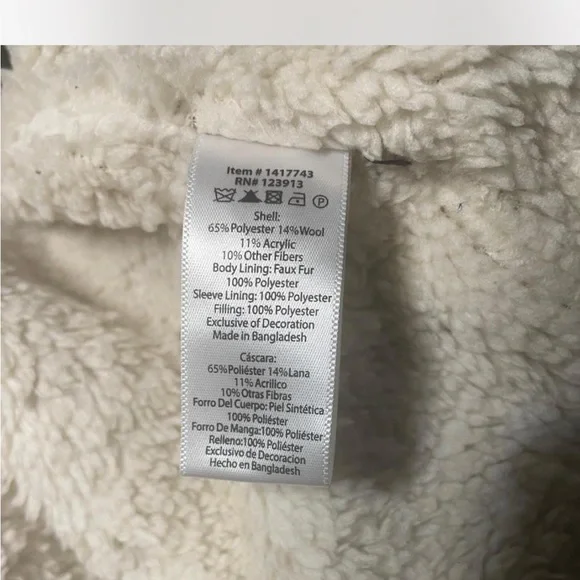 Item # 1417743
RN# 123913
P
Shell:
65% Polyester 14% Wool
11% Acrylic
10% Other Fibers
Body Lining: Faux Fur
100% Polyester
Sleeve Lining: 100% Polyester
Filling: 100% Polyester
Exclusive of Decoration
Made in Bangladesh
Cáscara:
65% Poliéster 14% Lana
11% Acrilico
10% Otras Fibras
Forro Del Cuerpo: Piel Sintética
100% Poliéster
Forro De Manga:100% Poliéster
Relleno:100% Poliéster
Exclusivo de Decoracion
Hecho en Bangladesh